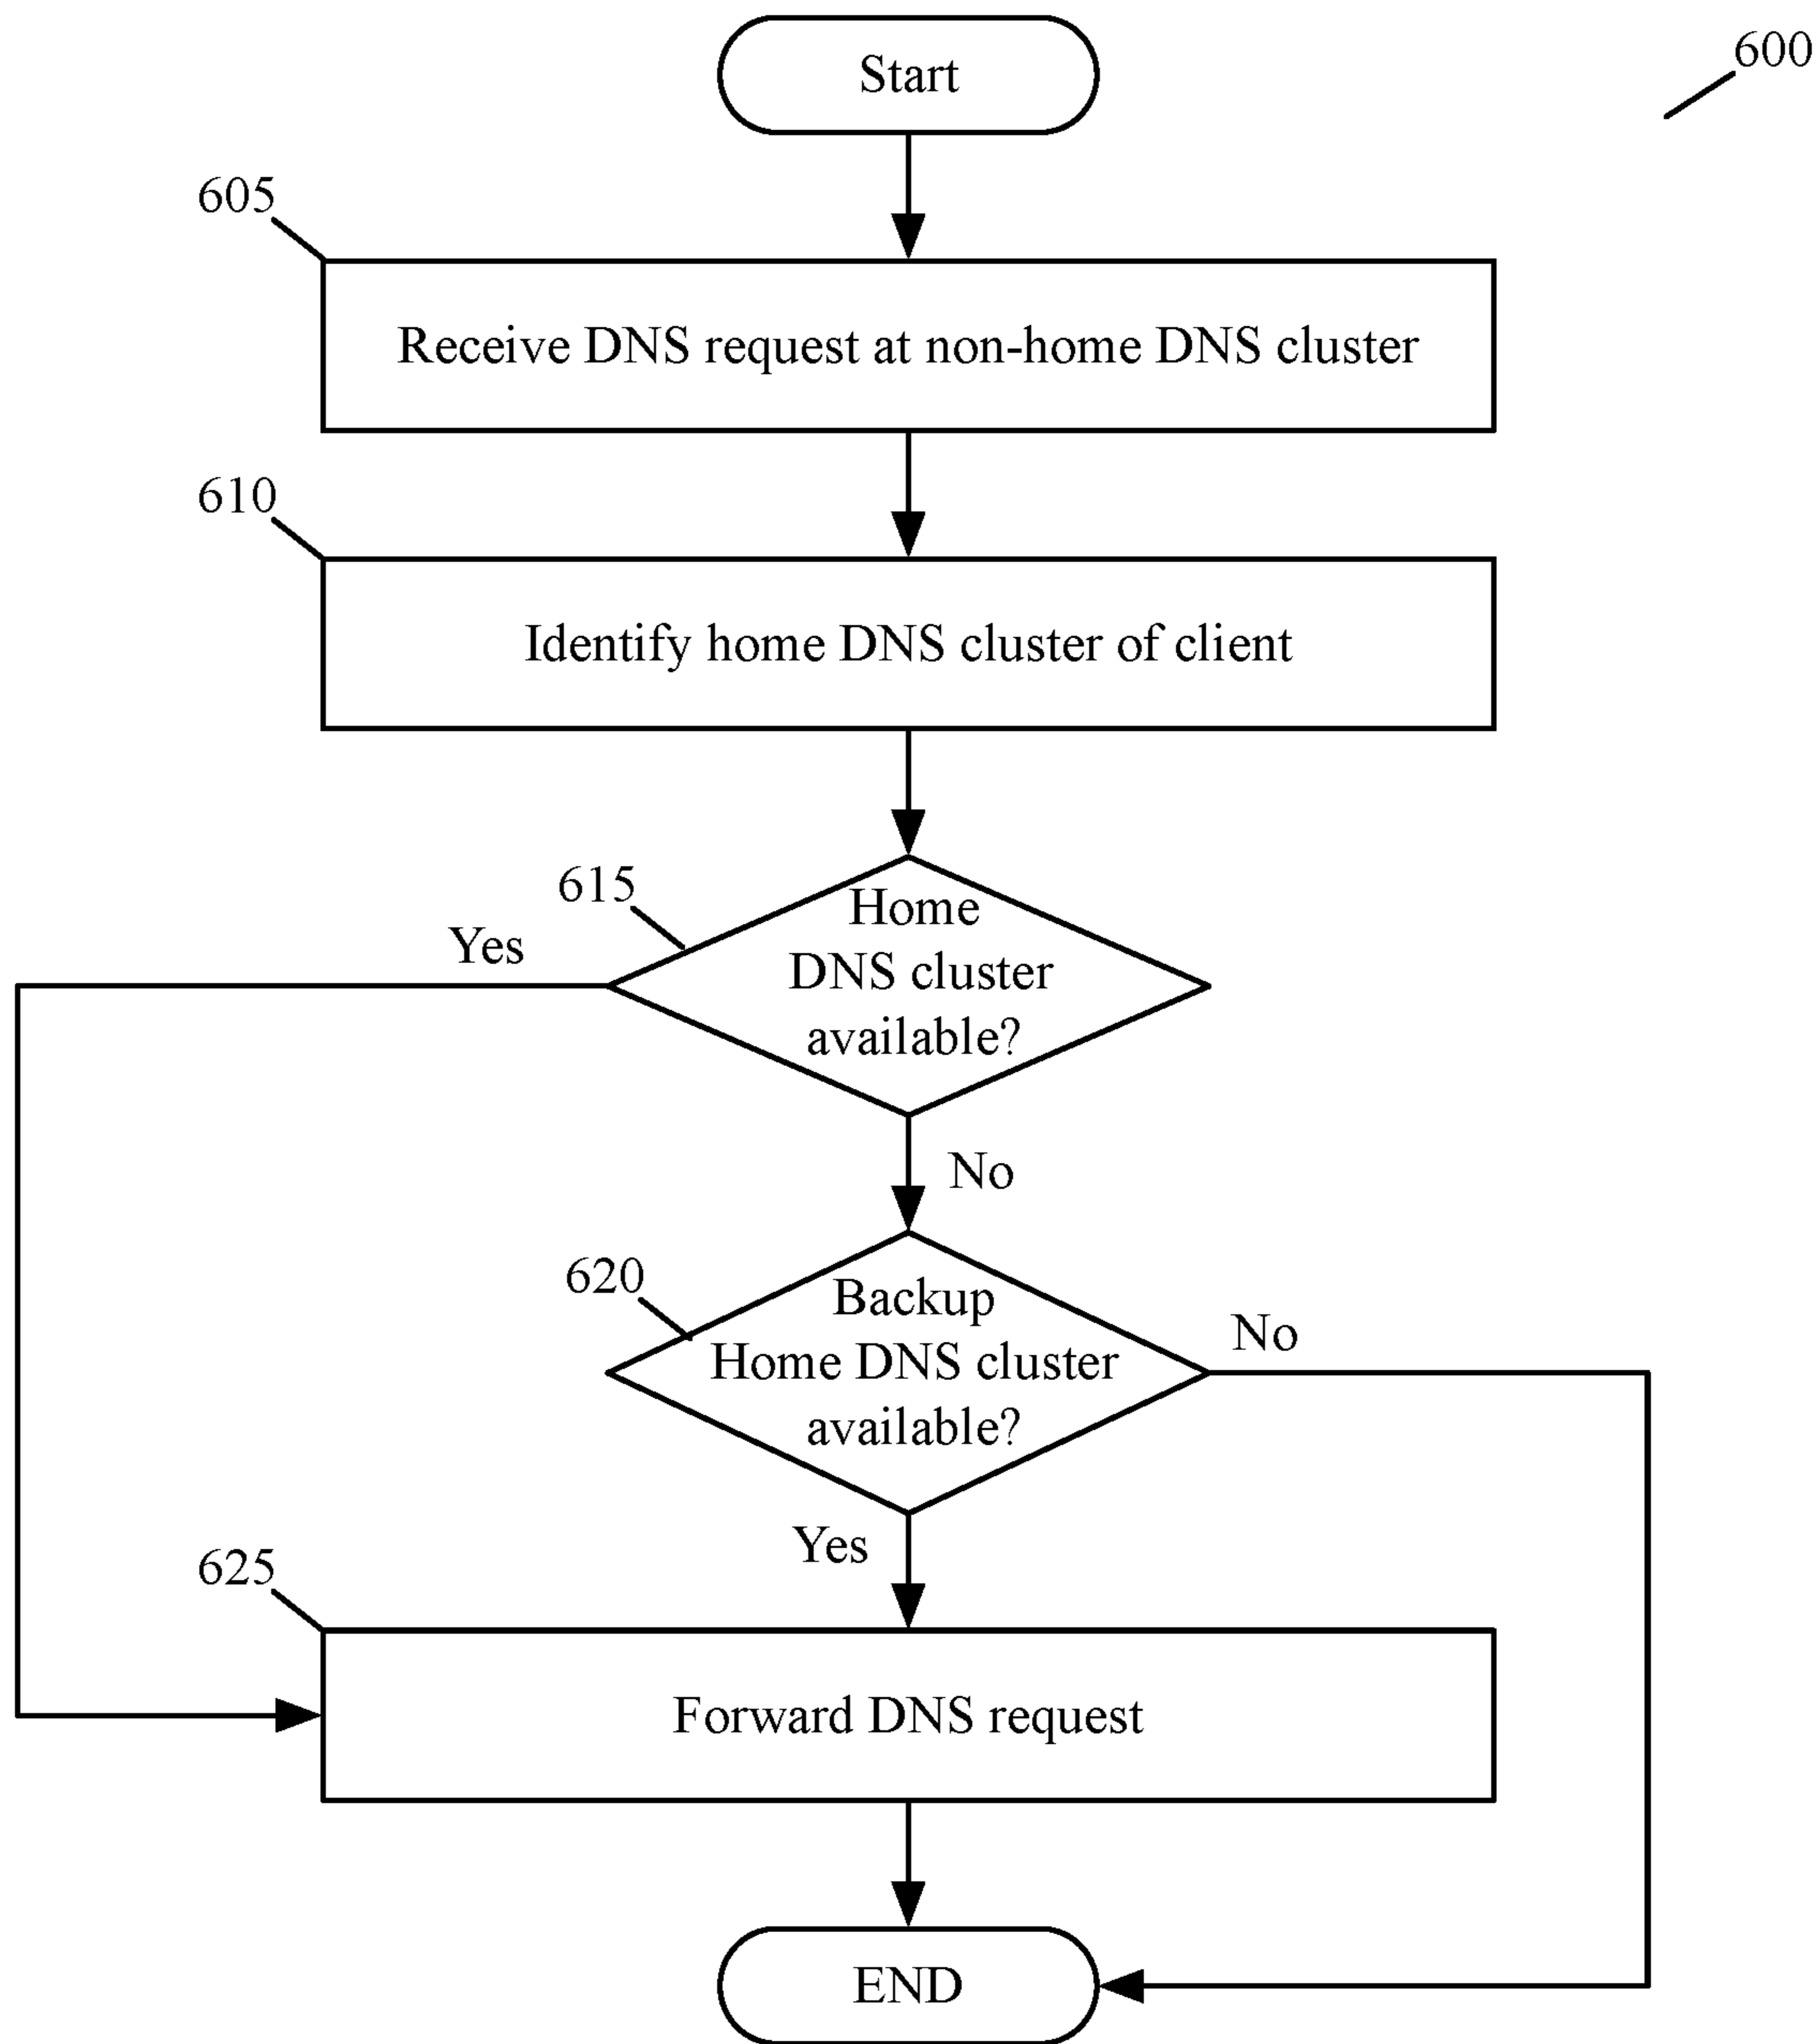 Start
600
605
Receive DNS request at non-home DNS cluster
610
Identify home DNS cluster of client
615
Yes
Home
DNS cluster
available?
No
620
Backup
Home DNS cluster
available?
No
Yes
625
Forward DNS request
END